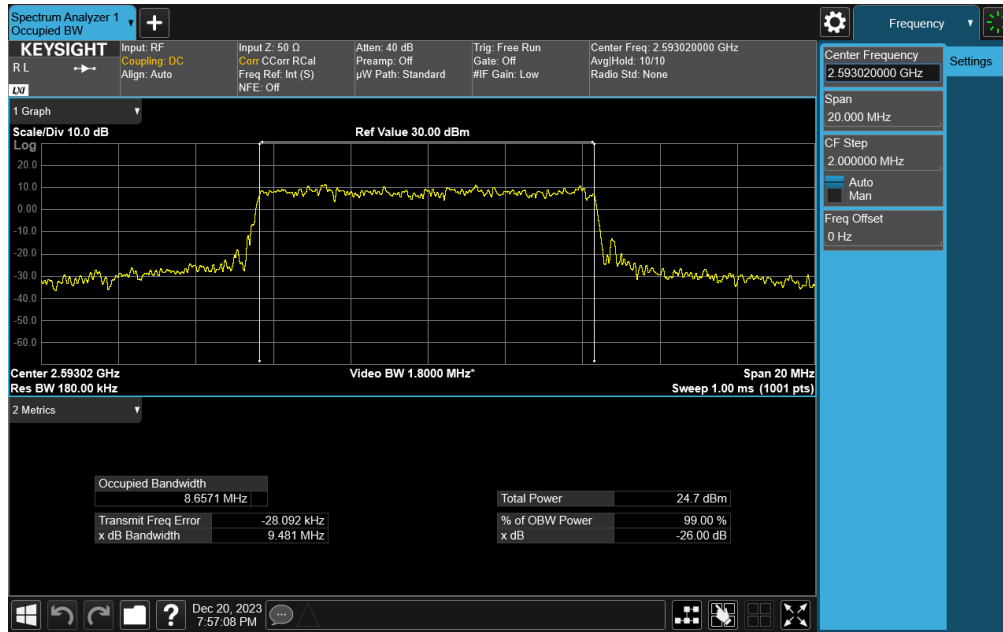 Spectrum Analyzer 1
Occupied BW
Frequency
KEYSIGHT
R L
LXI
Input: RF
Coupling: DC
Align: Auto
Input Z: 50 Ω
Corr CCorr RCal
Freq Ref: Int (S)
NFE: Off
Atten: 40 dB
Preamp: Off
µW Path: Standard
Trig: Free Run
Gate: Off
#IF Gain: Low
Center Freq: 2.593020000 GHz
Avg|Hold: 10/10
Radio Std: None
Center Frequency
2.593020000 GHz
Settings
Span
20.000 MHz
CF Step
2.000000 MHz
Auto
Man
Freq Offset
0 Hz
1 Graph
Scale/Div 10.0 dB
Ref Value 30.00 dBm
Log
20.0
10.0
0.00
-10.0
-20.0
-30.0
-40.0
-50.0
-60.0
Center 2.59302 GHz
Video BW 1.8000 MHz*
Span 20 MHz
Res BW 180.00 kHz
Sweep 1.00 ms (1001 pts)
2 Metrics
Occupied Bandwidth
8.6571 MHz
Total Power 24.7 dBm
Transmit Freq Error -28.092 kHz
% of OBW Power 99.00 %
x dB Bandwidth 9.481 MHz
x dB -26.00 dB
?
Dec 20, 2023
7:57:08 PM